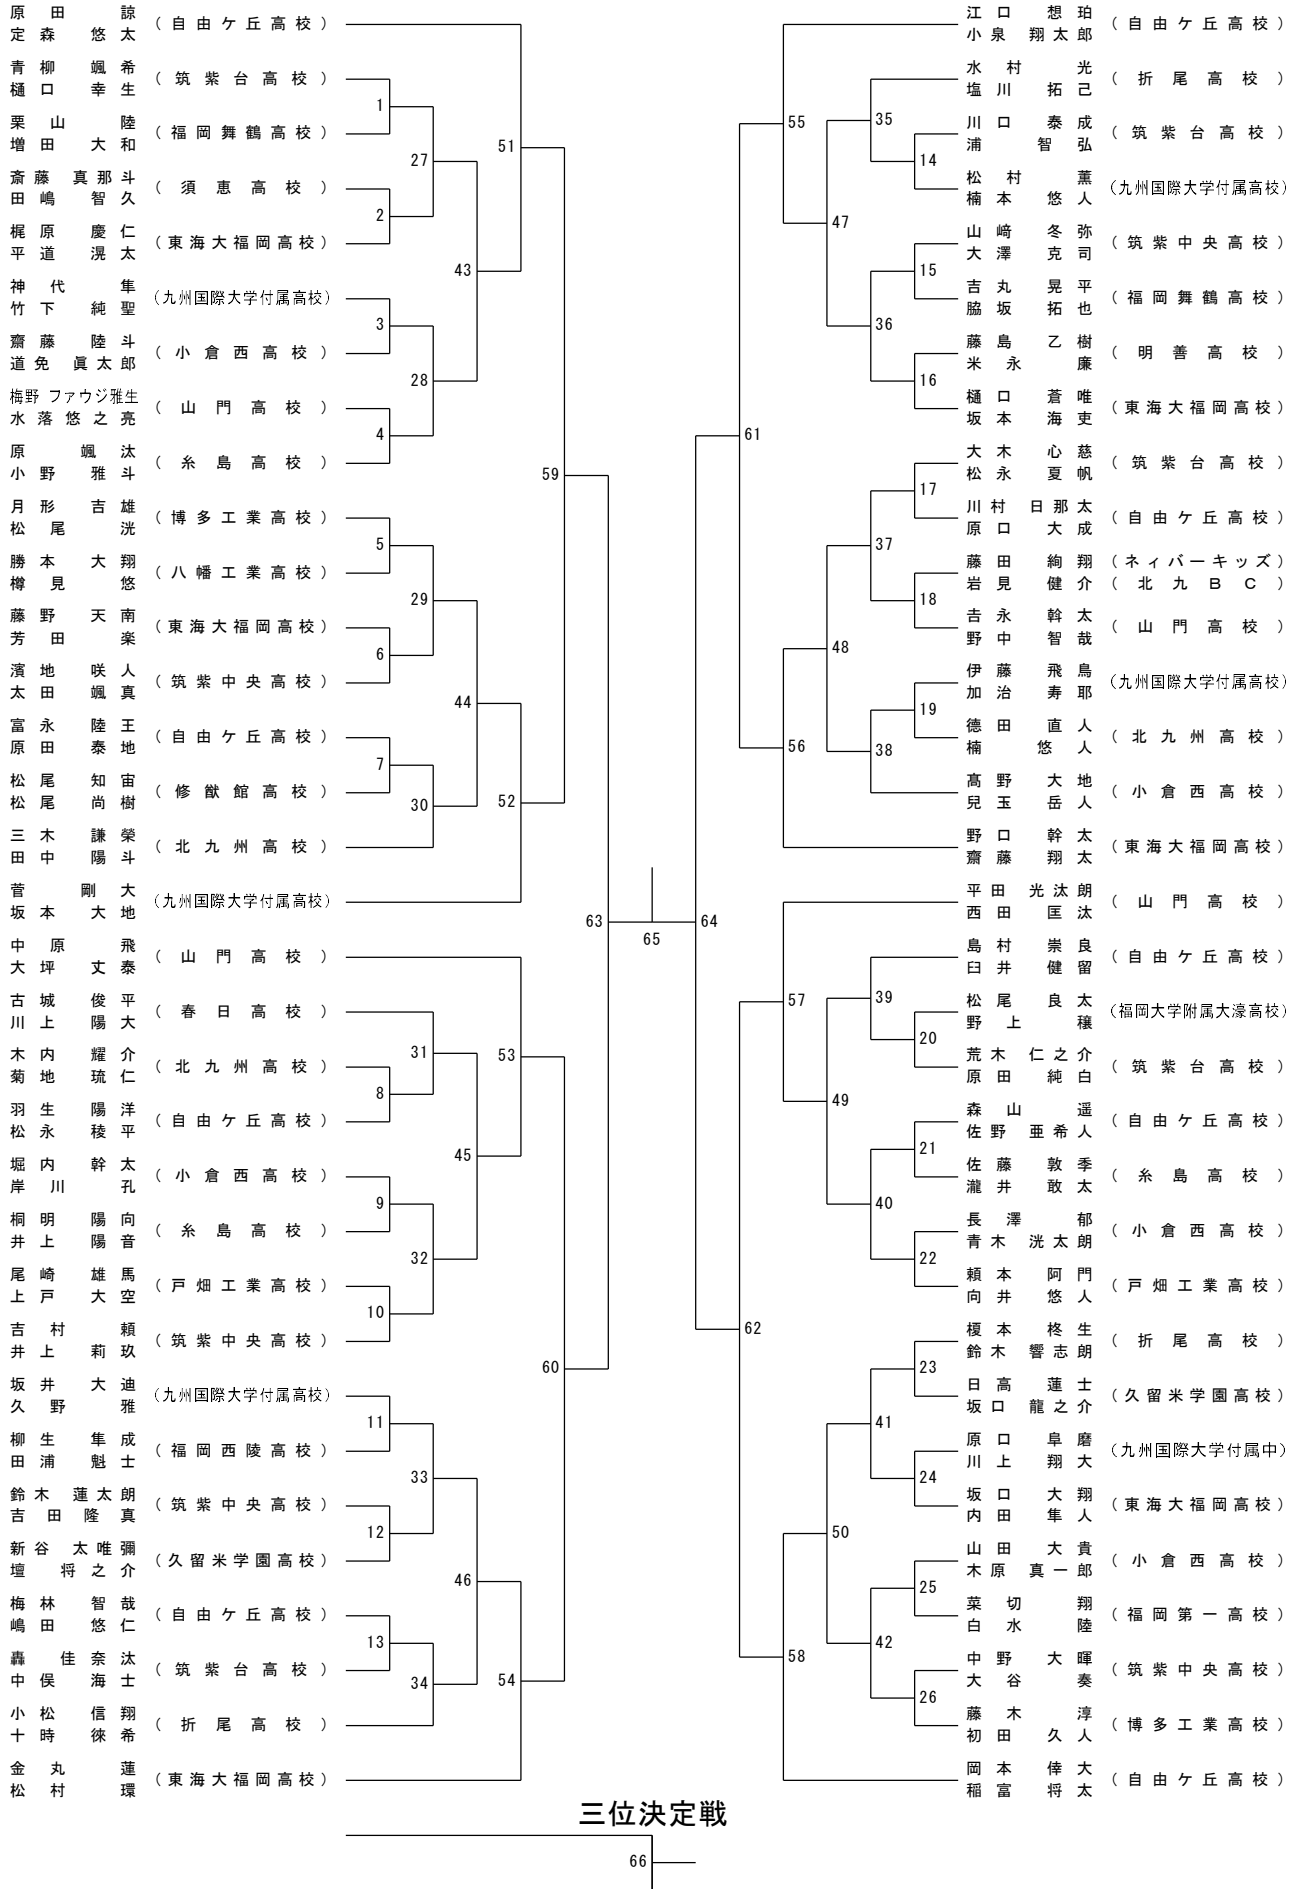 原田 諒
定森 悠太 (自由ケ丘高校)
青柳 颯希
樋口 幸生 (筑紫台高校)
1
栗山 陸
増田 大和 (福岡舞鶴高校)
27
51
斎藤 真那斗
田嶋 智久 (須恵高校)
2
梶原 慶仁
平道 滉太 (東海大福岡高校)
43
神代 隼
竹下 純聖 (九州国際大学付属高校)
3
齋藤 陸斗
道免 眞太郎 (小倉西高校)
28
梅野 ファウジ雅生
水落悠之亮 (山門高校)
4
原 颯汰
小野 雅斗 (糸島高校)
59
月形 吉雄
松尾 洸 (博多工業高校)
5
勝本 大翔
樽見 悠 (八幡工業高校)
29
藤野 天南
芳田 楽 (東海大福岡高校)
6
濱地 咲人
太田 颯真 (筑紫中央高校)
44
富永 陸王
原田 泰地 (自由ケ丘高校)
7
松尾 知宙
松尾 尚樹 (修猷館高校)
30
52
三木 謙榮
田中 陽斗 (北九州高校)
菅 剛大
坂本 大地 (九州国際大学付属高校)
63
65
64
中原 飛
大坪 丈泰 (山門高校)
古城 俊平
川上 陽大 (春日高校)
31
53
木内 耀介
菊地 琉仁 (北九州高校)
8
羽生 陽洋
松永 稜平 (自由ケ丘高校)
45
堀内 幹太
岸川 孔 (小倉西高校)
9
桐明 陽向
井上 陽音 (糸島高校)
32
尾崎 雄馬
上戸 大空 (戸畑工業高校)
10
吉村 頼
井上 莉玖 (筑紫中央高校)
60
坂井 大迪
久野 雅 (九州国際大学付属高校)
11
柳生 隼成
田浦 魁士 (福岡西陵高校)
33
鈴木 蓮太朗
吉田隆真 (筑紫中央高校)
12
新谷 太唯彌
壇 将之介 (久留米学園高校)
46
梅林 智哉
嶋田 悠仁 (自由ケ丘高校)
13
轟 佳奈汰
中俣 海士 (筑紫台高校)
34
54
小松 信翔
十時 徠希 (折尾高校)
金丸 蓮
松村 環 (東海大福岡高校)
江口 想珀
小泉 翔太郎 (自由ケ丘高校)
水村 光
塩川 拓己 (折尾高校)
55
35
川口 泰成
浦 智弘 (筑紫台高校)
14
松村 薫
楠本 悠人 (九州国際大学付属高校)
47
山﨑 冬弥
大澤 克司 (筑紫中央高校)
15
吉丸 晃平
脇坂 拓也 (福岡舞鶴高校)
36
藤島 乙樹
米永 廉 (明善高校)
16
樋口 蒼唯
坂本 海吏 (東海大福岡高校)
61
大木 心慈
松永 夏帆 (筑紫台高校)
17
川村 日那太
原口 大成 (自由ケ丘高校)
37
藤田 絢翔 (ネィバーキッズ)
岩見 健介 (北九BC)
18
𠮷永 幹太
野中 智哉 (山門高校)
48
伊藤 飛鳥
加治 寿耶 (九州国際大学付属高校)
19
德田 直人
楠 悠人 (北九州高校)
56
38
髙野 大地
兒玉 岳人 (小倉西高校)
野口 幹太
齋藤 翔太 (東海大福岡高校)
平田 光汰朗
西田 匡汰 (山門高校)
島村 崇良
臼井 健留 (自由ケ丘高校)
57
39
松尾 良太
野上 穣 (福岡大学附属大濠高校)
20
荒木 仁之介
原田 純白 (筑紫台高校)
49
森山 遥
佐野 亜希人 (自由ケ丘高校)
21
佐藤 敦季
瀧井 敢太 (糸島高校)
40
長澤 郁
青木 洸太朗 (小倉西高校)
22
頼本 阿門
向井 悠人 (戸畑工業高校)
62
榎本 柊生
鈴木 響志朗 (折尾高校)
23
日高 蓮士
坂口 龍之介 (久留米学園高校)
41
原口 阜磨
川上 翔大 (九州国際大学付属中)
24
坂口 大翔
内田 隼人 (東海大福岡高校)
50
山田 大貴
木原 真一郎 (小倉西高校)
25
菜切 翔
白水 陸 (福岡第一高校)
58
42
中野 大暉
大谷 奏 (筑紫中央高校)
26
藤木 淳
初田 久人 (博多工業高校)
岡本 倖大
稲富 将太 (自由ケ丘高校)
三位決定戦
66